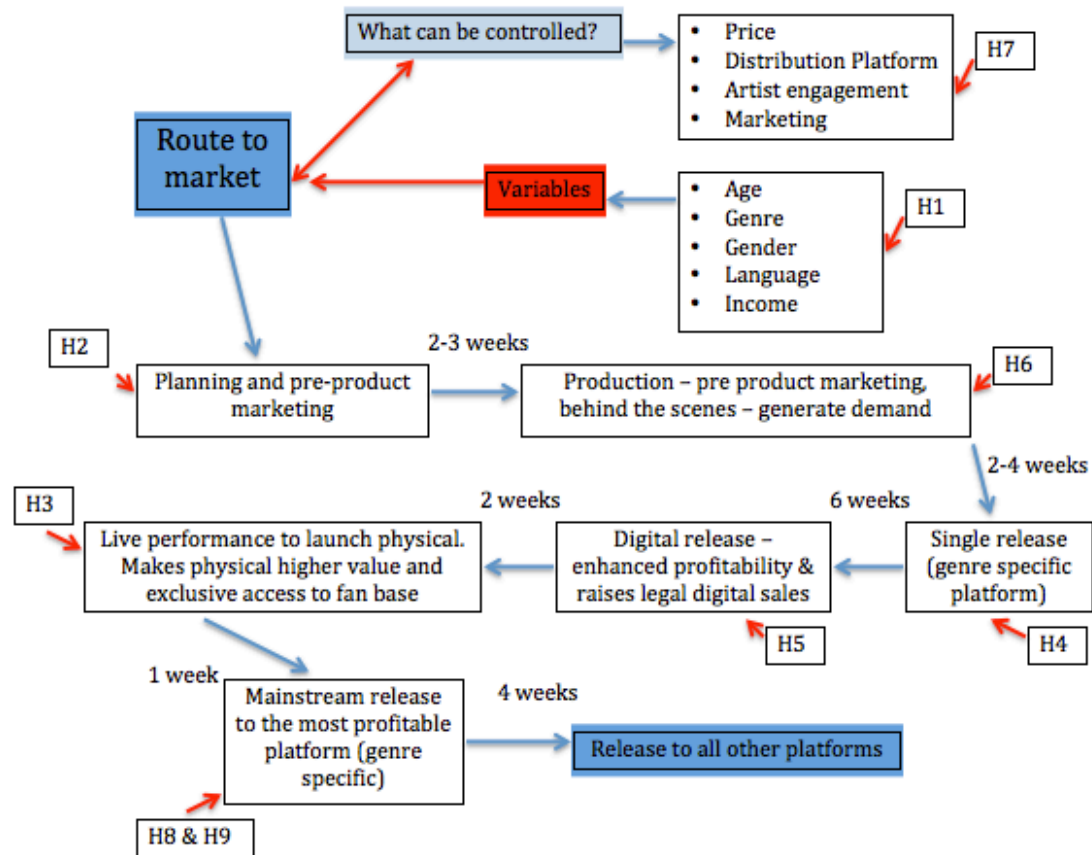 What can be controlled?
• Price
• Distribution Platform
• Artist engagement
• Marketing
H7
Route to
market
Variables
• Age
• Genre
• Gender
• Language
• Income
H1
H2
Planning and pre-product
marketing
2-3 weeks
Production – pre product marketing,
behind the scenes – generate demand
H6
2-4 weeks
H3
Live performance to launch physical.
Makes physical higher value and
exclusive access to fan base
2 weeks
Digital release –
enhanced profitability &
raises legal digital sales
6 weeks
Single release
(genre specific
platform)
H5
H4
1 week
Mainstream release
to the most profitable
platform (genre
specific)
4 weeks
Release to all other platforms
H8 & H9